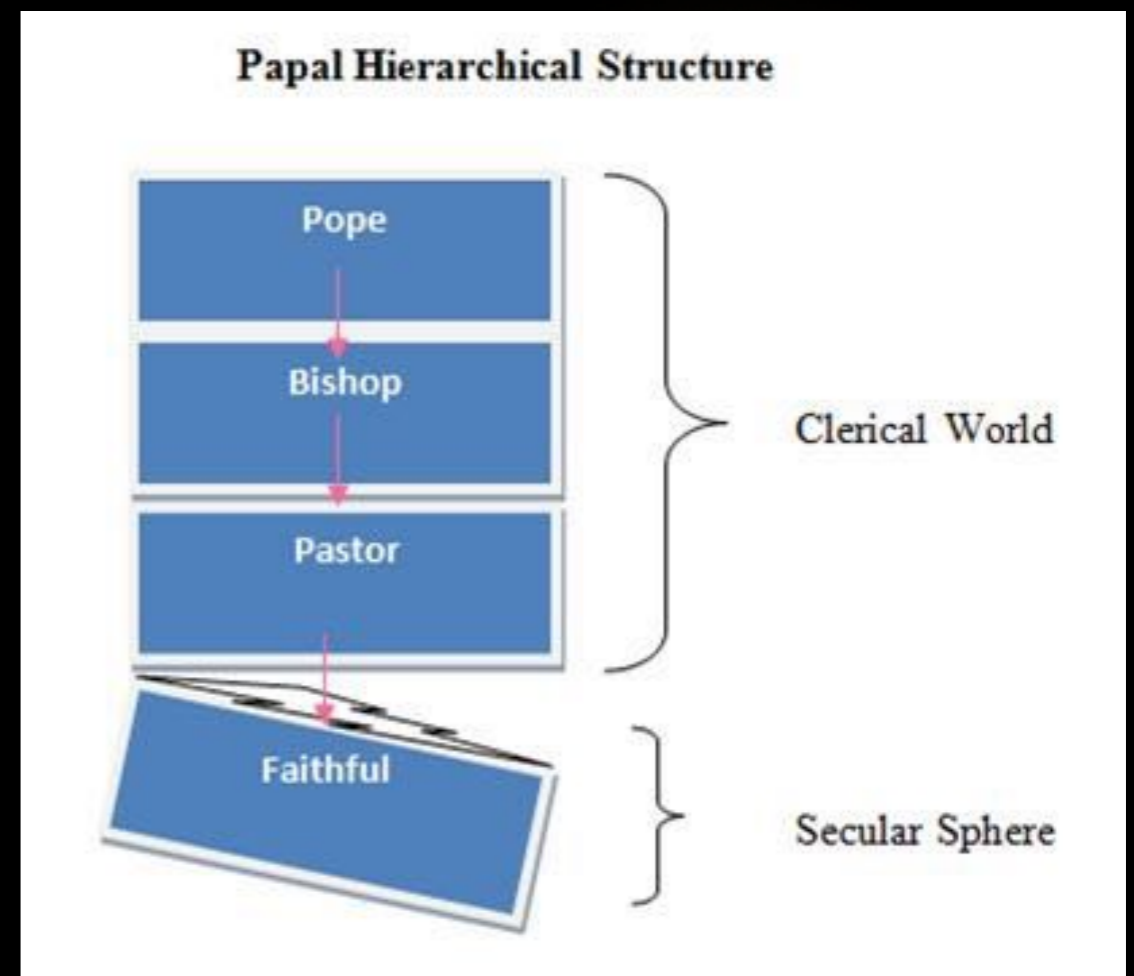 Papal Hierarchical Structure
Pope
Bishop
Clerical World
Pastor
Faithful
Secular Sphere